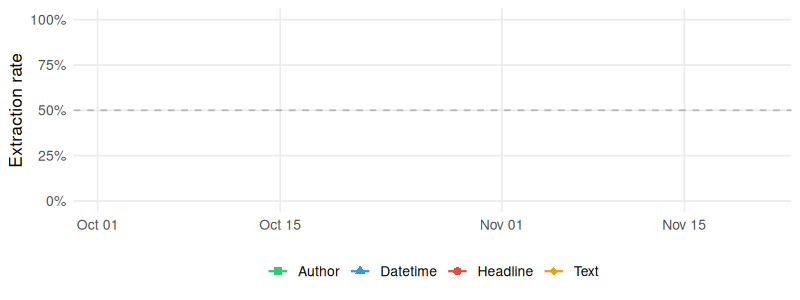 Extraction rate
100%
75%
50%
25%
0%
Oct 01 Oct 15 Nov 01 Nov 15
Author Datetime Headline Text